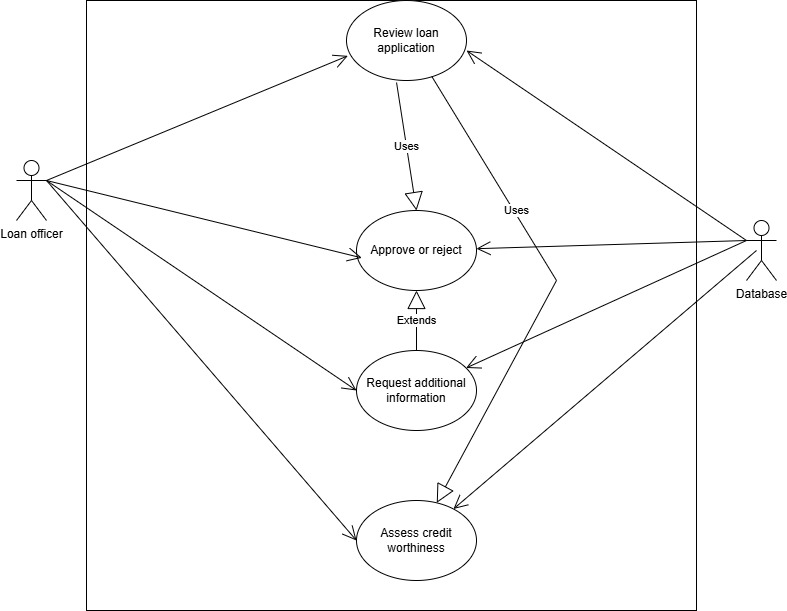 Review loan
application
Uses
Loan officer
Uses
Approve or reject
Database
Extends
Request additional
information
Assess credit
worthiness